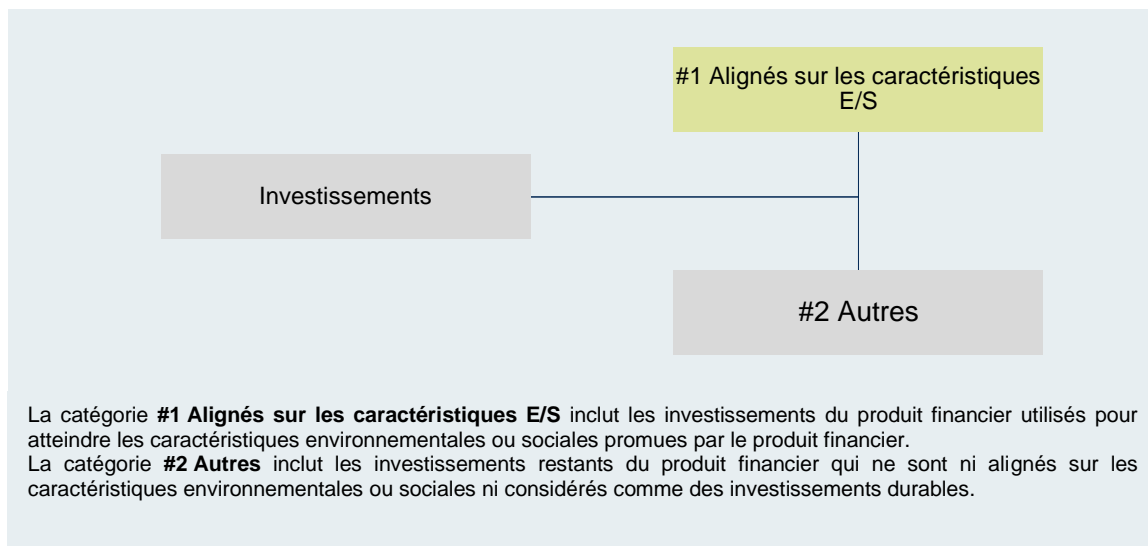 #1 Alignés sur les caractéristiques
E/S
Investissements
#2 Autres
La catégorie #1 Alignés sur les caractéristiques E/S inclut les investissements du produit financier utilisés pour
atteindre les caractéristiques environnementales ou sociales promues par le produit financier.
La catégorie #2 Autres inclut les investissements restants du produit financier qui ne sont ni alignés sur les
caractéristiques environnementales ou sociales ni considérés comme des investissements durables.